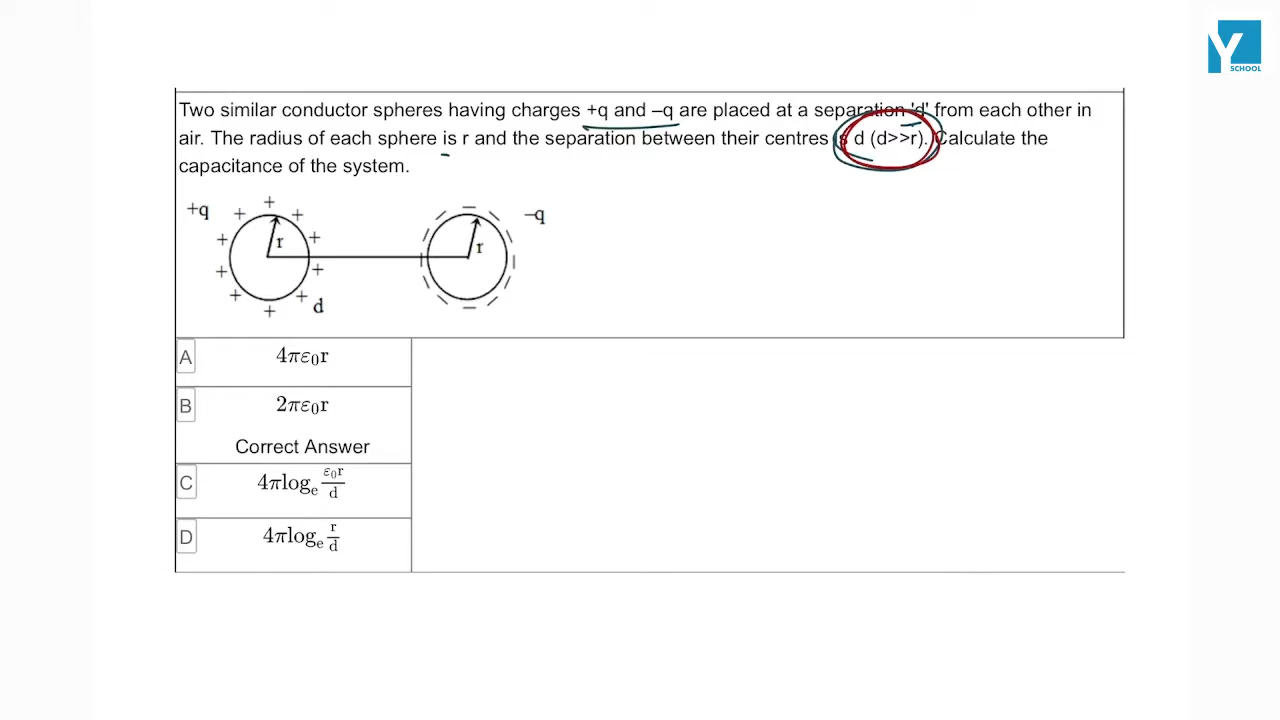 Y
SCHOOL
Two similar conductor spheres having charges +q and –q are placed at a separation 'd' from each other in
air. The radius of each sphere is r and the separation between their centres is d (d>>r). Calculate the
capacitance of the system.
+q
–q
r
r
d
A 4πε₀r
B 2πε₀r
Correct Answer
C 4πlogₑ ε₀r/d
D 4πlogₑ r/d